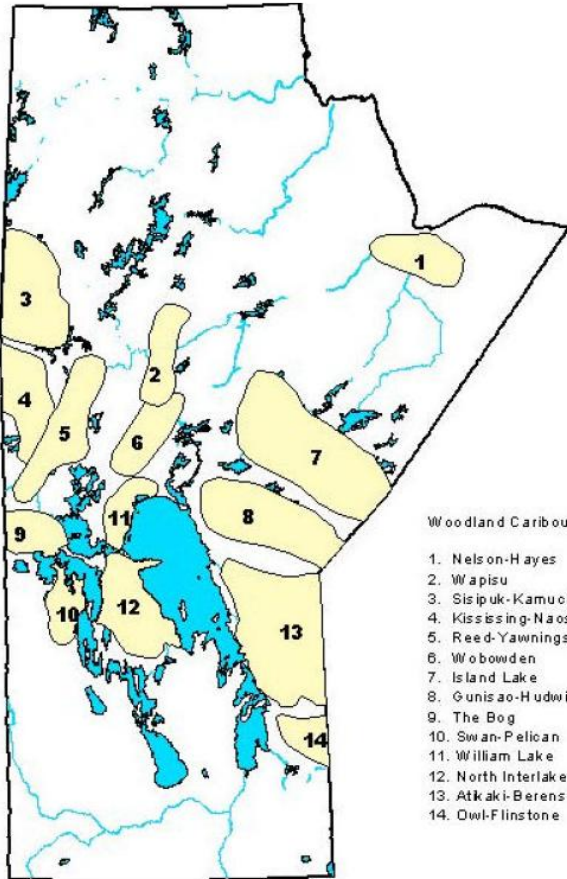 1
3
2
4
5
6
7
11
8
9
10
12
13
14
Woodland Caribou
1. Nelson-Hayes
2. Wapisu
3. Sisipuk-Kamuc
4. Kississing-Naos
5. Reed-Yawnings
6. Wobowden
7. Island Lake
8. Gunisao-Hudwi
9. The Bog
10. Swan-Pelican
11. William Lake
12. North Interlake
13. Atikaki-Berens
14. Owl-Flinstone